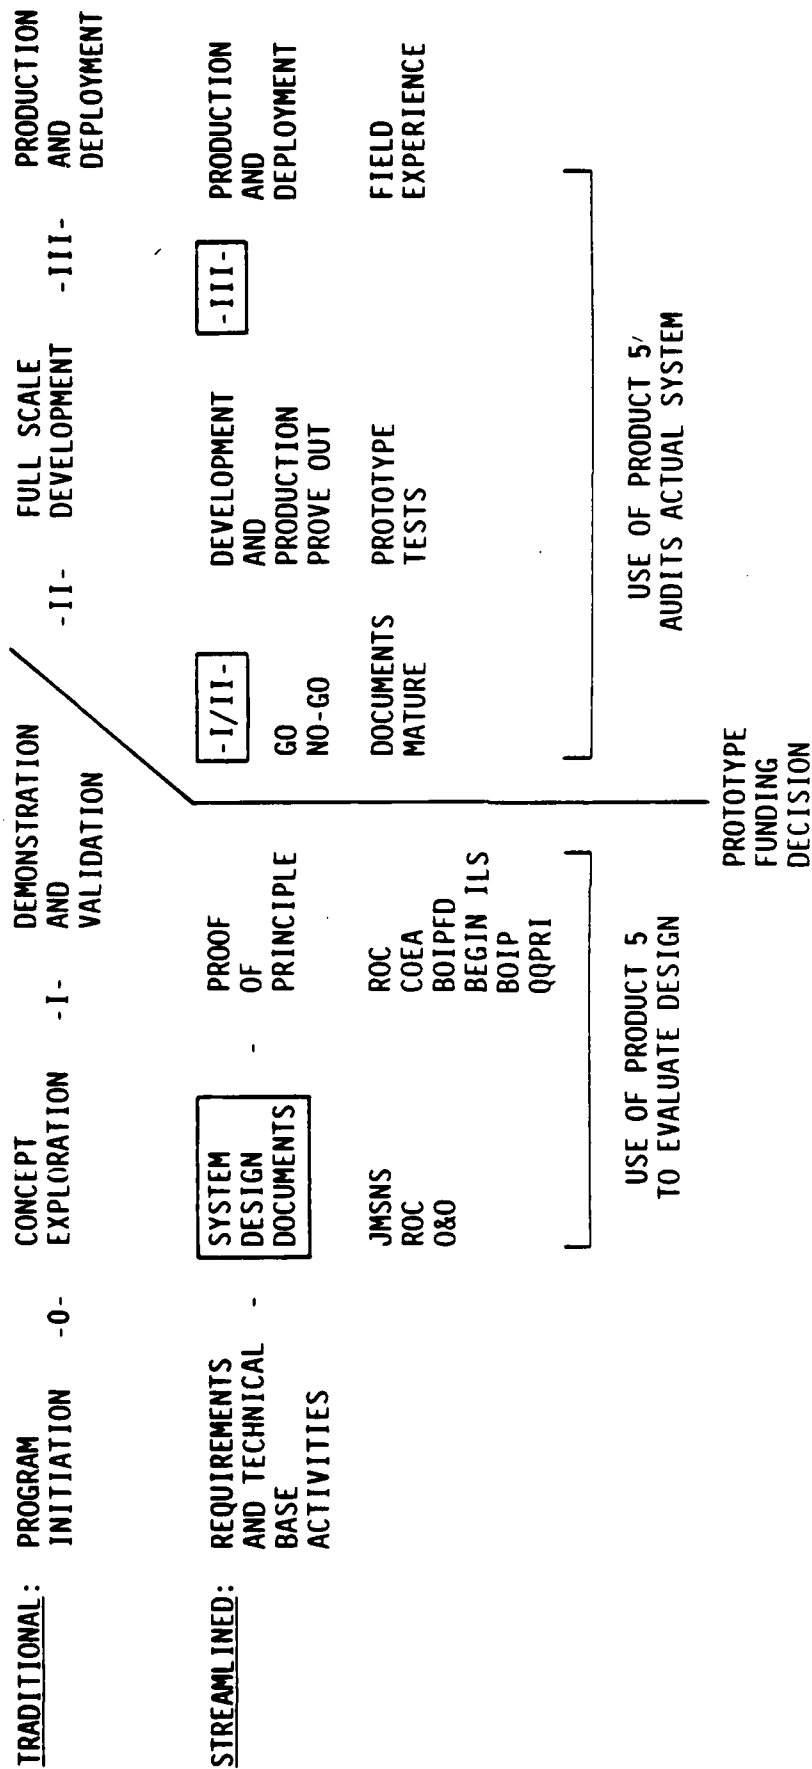 TRADITIONAL: PROGRAM
INITIATION -0-
CONCEPT
EXPLORATION -I-
DEMONSTRATION
AND
VALIDATION
-II-
FULL SCALE
DEVELOPMENT -III-
PRODUCTION
AND
DEPLOYMENT
STREAMLINED: REQUIREMENTS
AND TECHNICAL -
BASE
ACTIVITIES
SYSTEM
DESIGN
DOCUMENTS
-
PROOF
OF
PRINCIPLE
-I/II-
GO
NO-GO
DEVELOPMENT
AND
PRODUCTION
PROVE OUT
-III-
PRODUCTION
AND
DEPLOYMENT
JMSNS
ROC
O&O
ROC
COEA
BOIPFD
BEGIN ILS
BOIP
QQPRI
DOCUMENTS
MATURE
PROTOTYPE
TESTS
FIELD
EXPERIENCE
USE OF PRODUCT 5
TO EVALUATE DESIGN
USE OF PRODUCT 5
AUDITS ACTUAL SYSTEM
PROTOTYPE
FUNDING
DECISION